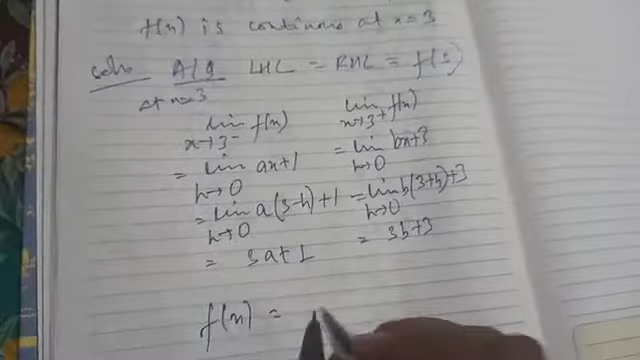 f(x) is continuous at x = 3
Soln A/q LHL = RHL = f(3)
At x=3
lim x→3⁻ f(x) lim x→3⁺ f(x)
= lim h→0 ax+1 = lim h→0 bx+3
= lim h→0 a(3-h)+1 = lim h→0 b(3+h)+3
= 3a+1 = 3b+3
f(x) =